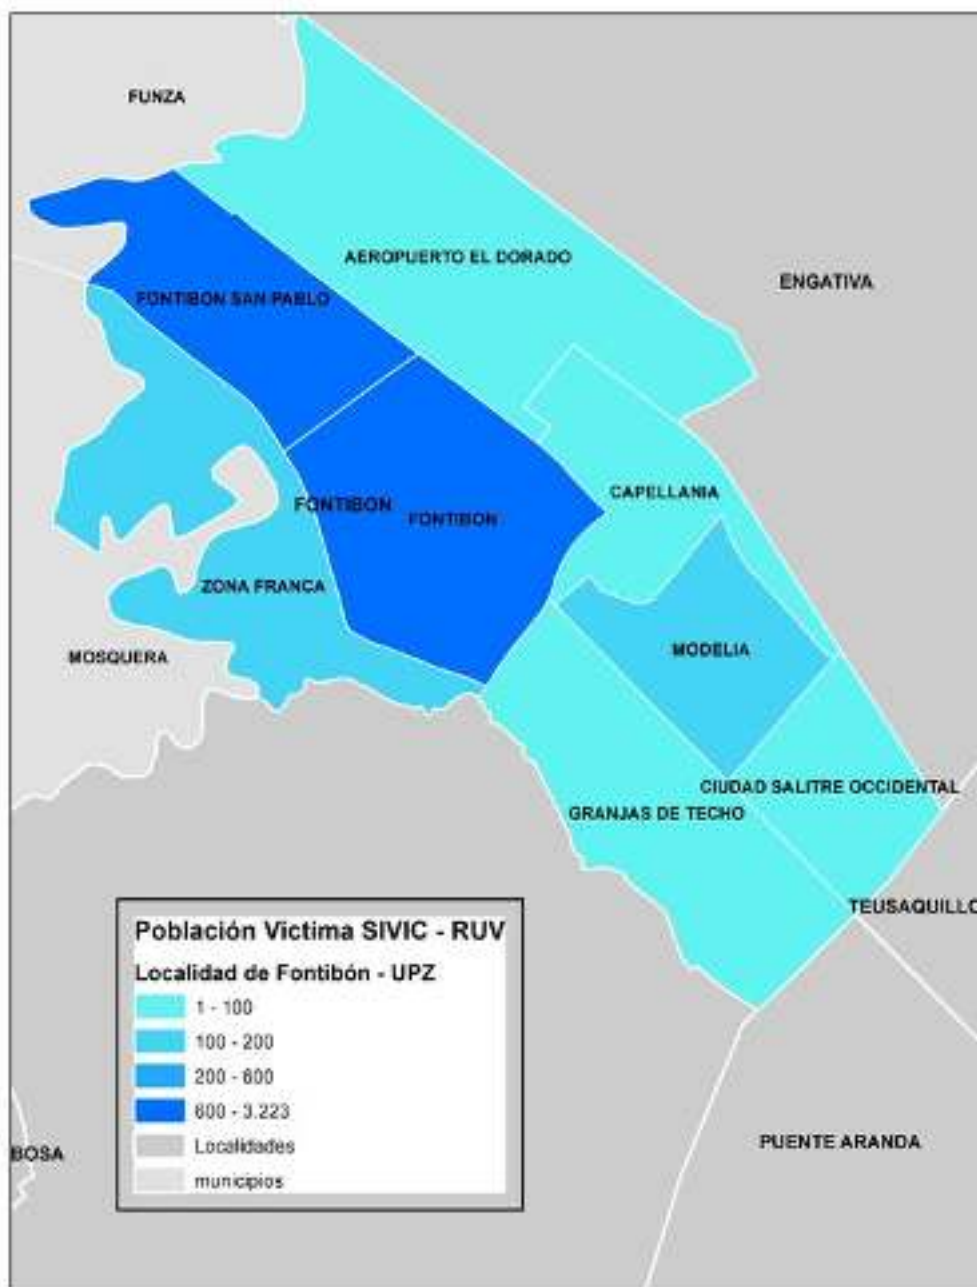 FUNZA
AEROPUERTO EL DORADO
ENGATIVA
FONTIBON SAN PABLO
CAPELLANIA
FONTIBON
FONTIBON
ZONA FRANCA
MODELIA
MOSQUERA
CIUDAD SALITRE OCCIDENTAL
GRANJAS DE TECHO
TEUSAQUILLO
Población Victima SIVIC - RUV
Localidad de Fontibón - UPZ
1 - 100
100 - 200
200 - 600
600 - 3.223
Localidades
municipios
BOSA
PUENTE ARANDA